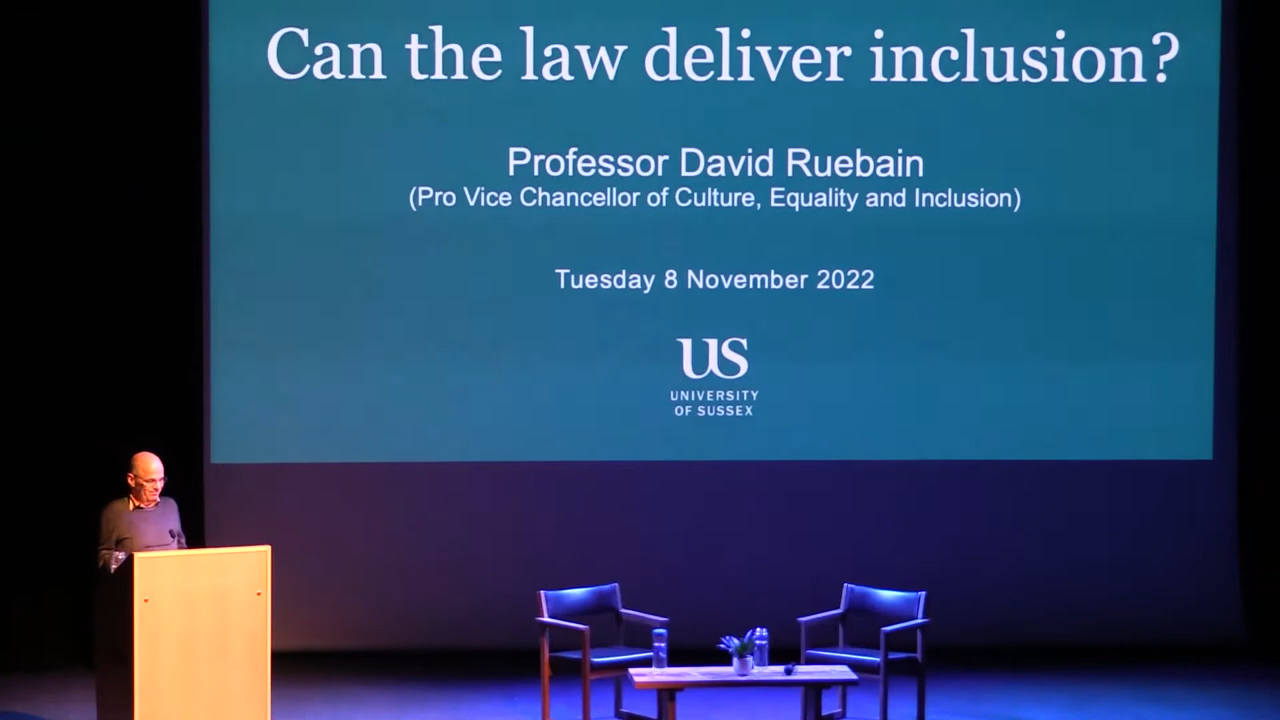 Can the law deliver inclusion?
Professor David Ruebain
(Pro Vice Chancellor of Culture, Equality and Inclusion)
Tuesday 8 November 2022
US
UNIVERSITY
OF SUSSEX